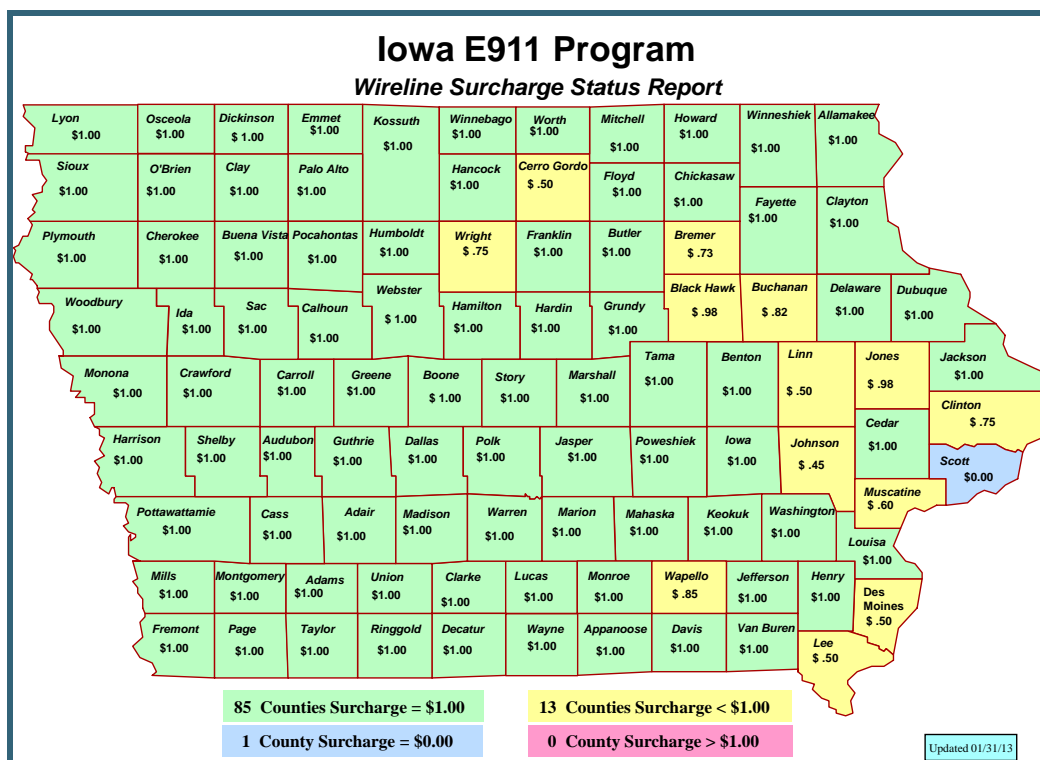 Iowa E911 Program
Wireline Surcharge Status Report
Lyon
$1.00
Osceola
$1.00
Dickinson
$ 1.00
Emmet
$1.00
Kossuth
$1.00
Winnebago
$1.00
Worth
$1.00
Mitchell
$1.00
Howard
$1.00
Winneshiek
$1.00
Allamakee
$1.00
Sioux
$1.00
O'Brien
$1.00
Clay
$1.00
Palo Alto
$1.00
Hancock
$1.00
Cerro Gordo
$ .50
Floyd
$1.00
Chickasaw
$1.00
Fayette
$1.00
Clayton
$1.00
Plymouth
$1.00
Cherokee
$1.00
Buena Vista
$1.00
Pocahontas
$1.00
Humboldt
$1.00
Wright
$ .75
Franklin
$1.00
Butler
$1.00
Bremer
$ .73
Woodbury
$1.00
Ida
$1.00
Sac
$1.00
Calhoun
$1.00
Webster
$ 1.00
Hamilton
$1.00
Hardin
$1.00
Grundy
$1.00
Black Hawk
$ .98
Buchanan
$ .82
Delaware
$1.00
Dubuque
$1.00
Monona
$1.00
Crawford
$1.00
Carroll
$1.00
Greene
$1.00
Boone
$ 1.00
Story
$1.00
Marshall
$1.00
Tama
$1.00
Benton
$1.00
Linn
$ .50
Jones
$ .98
Jackson
$1.00
Clinton
$ .75
Harrison
$1.00
Shelby
$1.00
Audubon
$1.00
Guthrie
$1.00
Dallas
$1.00
Polk
$1.00
Jasper
$1.00
Poweshiek
$1.00
Iowa
$1.00
Johnson
$ .45
Cedar
$1.00
Scott
$0.00
Muscatine
$ .60
Pottawattamie
$1.00
Cass
$1.00
Adair
$1.00
Madison
$1.00
Warren
$1.00
Marion
$1.00
Mahaska
$1.00
Keokuk
$1.00
Washington
$1.00
Louisa
$1.00
Mills
$1.00
Montgomery
$1.00
Adams
$1.00
Union
$1.00
Clarke
$1.00
Lucas
$1.00
Monroe
$1.00
Wapello
$ .85
Jefferson
$1.00
Henry
$1.00
Des
Moines
$ .50
Fremont
$1.00
Page
$1.00
Taylor
$1.00
Ringgold
$1.00
Decatur
$1.00
Wayne
$1.00
Appanoose
$1.00
Davis
$1.00
Van Buren
$1.00
Lee
$ .50
85 Counties Surcharge = $1.00
13 Counties Surcharge < $1.00
1 County Surcharge = $0.00
0 County Surcharge > $1.00
Updated 01/31/13